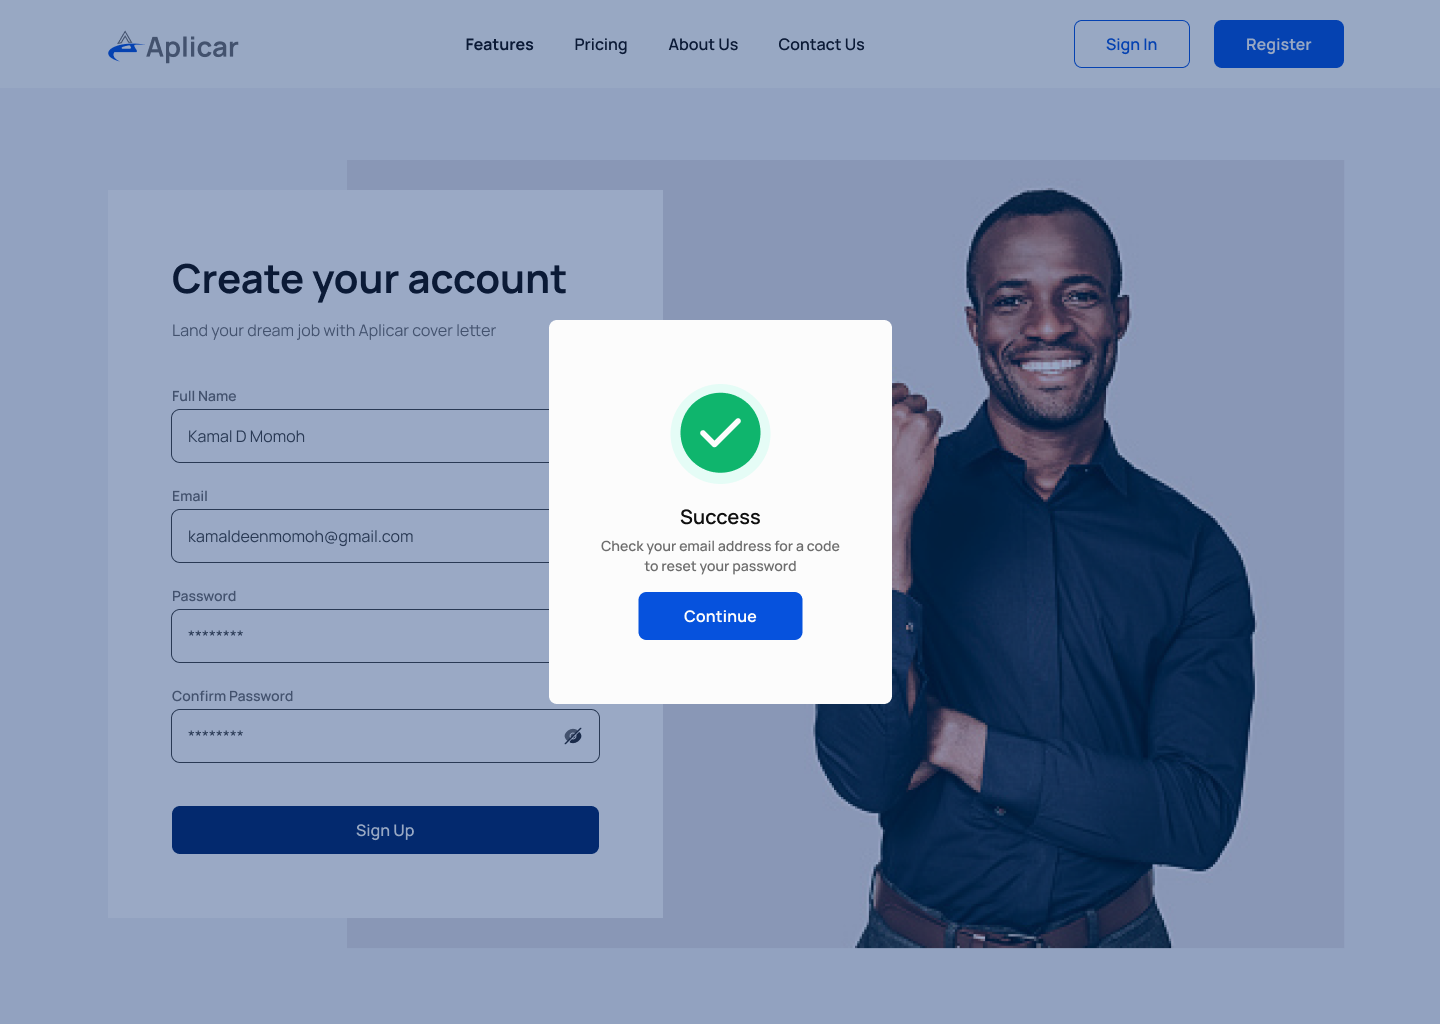 Aplicar
Features
Pricing
About Us
Contact Us
Sign In
Register
Create your account
Land your dream job with Aplicar cover letter
Full Name
Kamal D Momoh
Email
kamaldeenmomoh@gmail.com
Password
********
Confirm Password
********
Sign Up
Success
Check your email address for a code
to reset your password
Continue